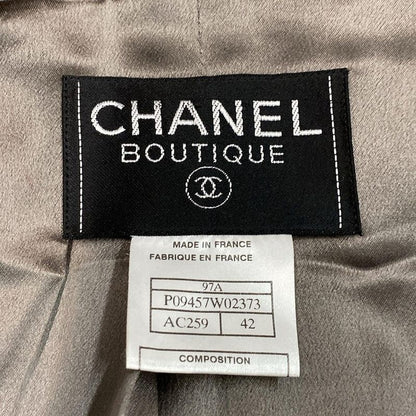 CHANEL
BOUTIQUE
MADE IN FRANCE
FABRIQUE EN FRANCE
97A
P09457W02373
AC259 42
COMPOSITION